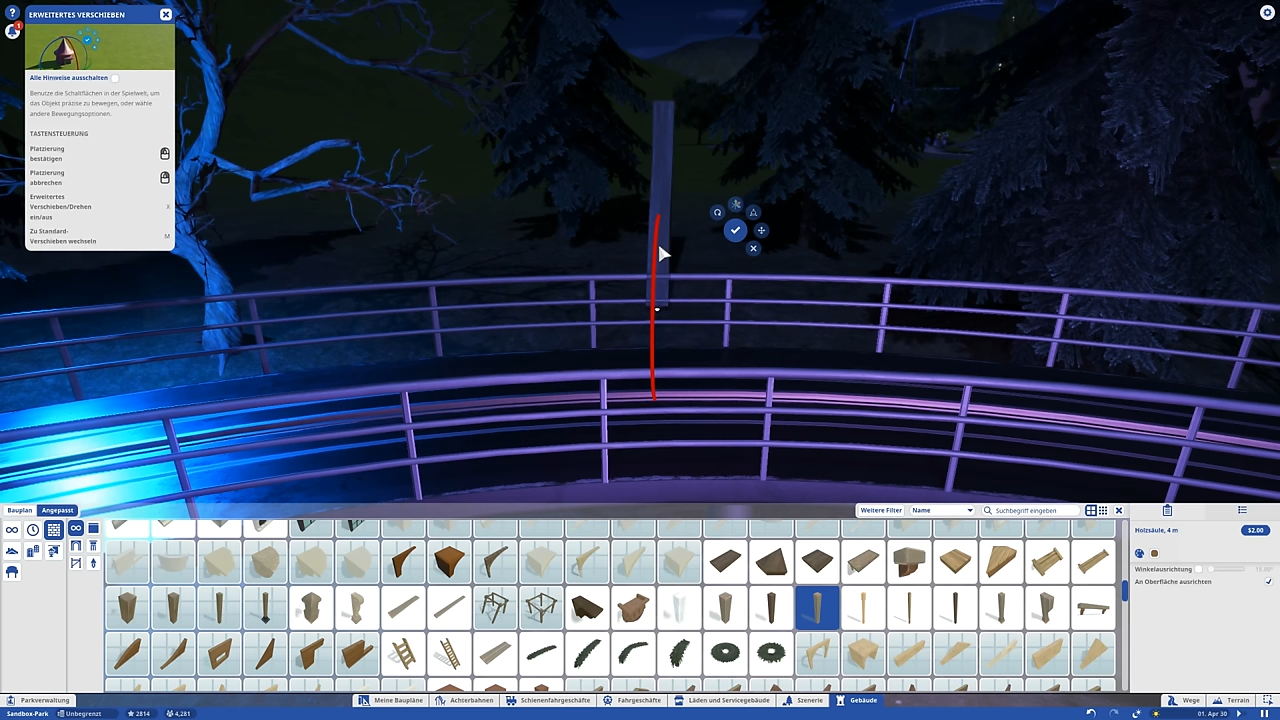 ?
1
ERWEITERTES VERSCHIEBEN
Alle Hinweise ausschalten
Benutze die Schaltflächen in der Spielwelt, um
das Objekt präzise zu bewegen, oder wähle
andere Bewegungsoptionen.
TASTENSTEUERUNG
Platzierung
bestätigen
Platzierung
abbrechen
Erweitertes
Verschieben/Drehen
ein/aus
X
Zu Standard-
Verschieben wechseln
M
Bauplan
Angepasst
Weitere Filter
Name
Suchbegriff eingeben
Holzsäule, 4 m
$2.00
Winkelausrichtung
An Oberfläche ausrichten
Parkverwaltung
Meine Baupläne
Achterbahnen
Schienenfahrgeschäfte
Fahrgeschäfte
Läden und Servicegebäude
Szenerie
Gebäude
Wege
Terrain
Sandbox-Park
Unbegrenzt
2814
4,281
01. Apr 30